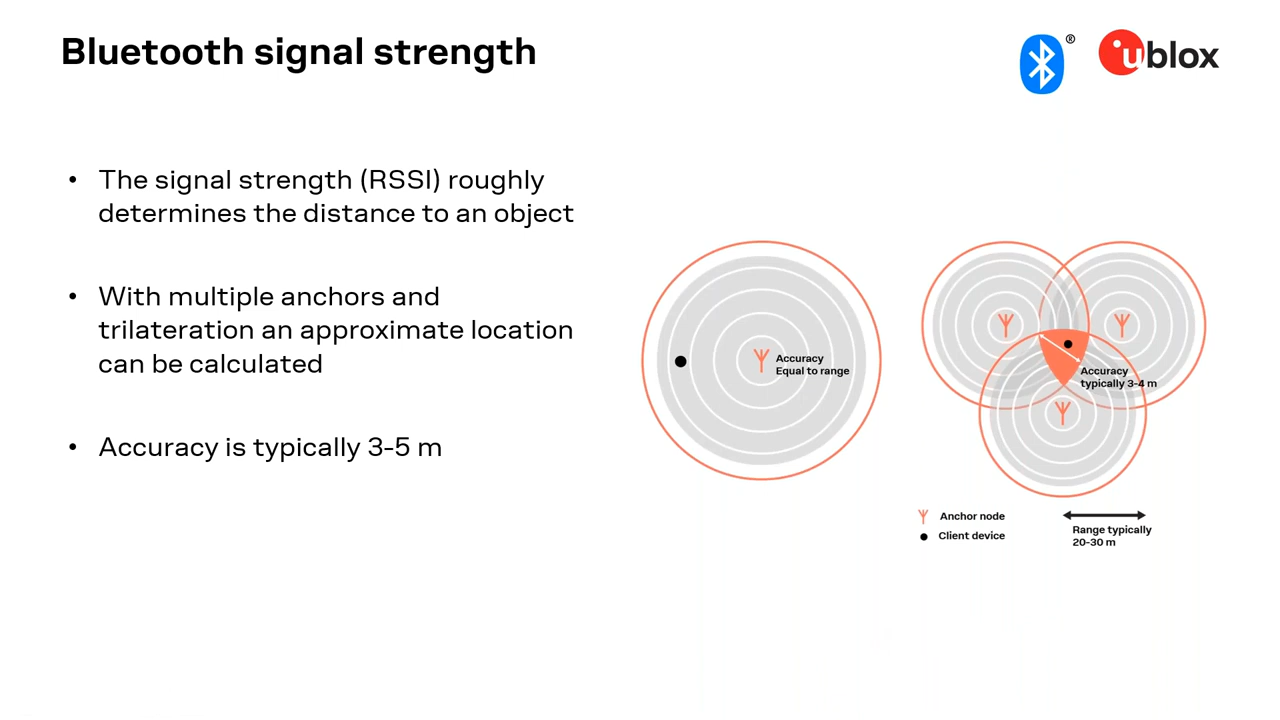 Bluetooth signal strength
®
ublox
• The signal strength (RSSI) roughly
determines the distance to an object
• With multiple anchors and
trilateration an approximate location
can be calculated
• Accuracy is typically 3-5 m
Accuracy
Equal to range
Accuracy
typically 3-4 m
Anchor node
Client device
Range typically
20-30 m